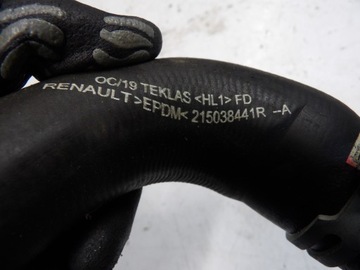 OC/19 TEKLAS <HL1> FD
RENAULT >EPDM< 215038441R --A